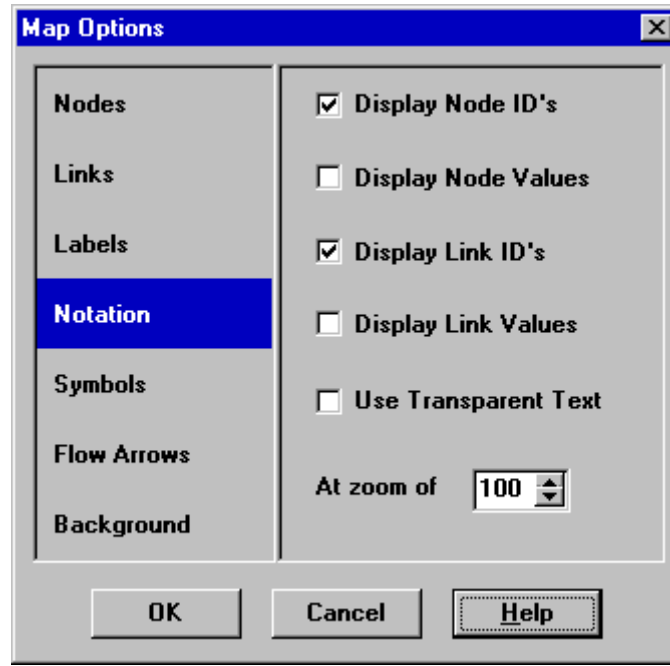 Map Options
Nodes
Links
Labels
Notation
Symbols
Flow Arrows
Background
Display Node ID's
Display Node Values
Display Link ID's
Display Link Values
Use Transparent Text
At zoom of 100
OK Cancel Help